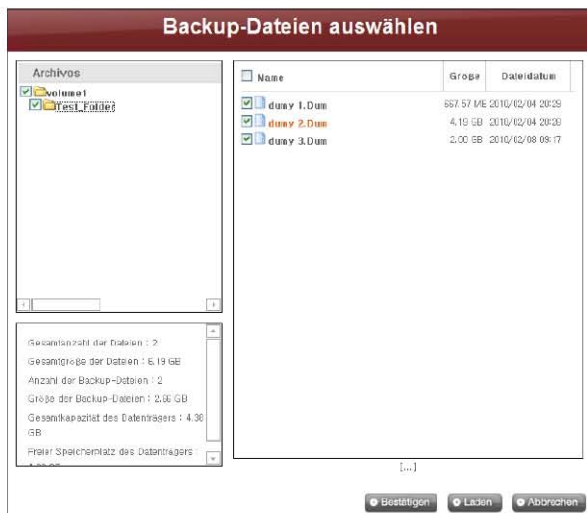 Backup-Dateien auswählen
Archivos
volume1
Test_Folder
Name Große Dateidatum
dumy 1.Dum 667.57 ME 2010/02/04 20:29
dumy 2.Dum 4.19 GB 2010/02/04 20:28
dumy 3.Dum 2.00 GB 2010/02/08 09:17
Gesamtanzahl der Dateien : 2
Gesamtgröße der Dateien : 6.19 GB
Anzahl der Backup-Dateien : 2
Größe der Backup-Dateien : 2.66 GB
Gesamtkapazität des Datenträgers : 4.38
GB
Freier Speicherplatz des Datenträgers :
[...]
Bestätigen Laden Abbrechen